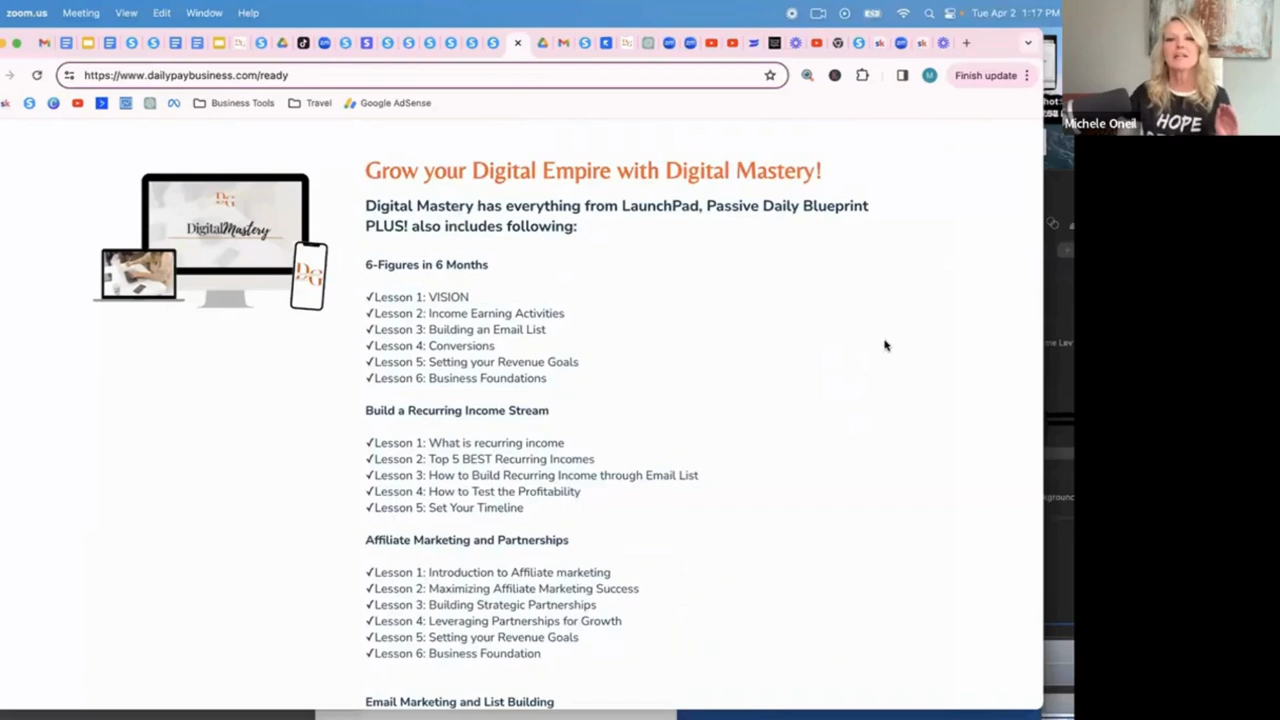 zoom.us Meeting View Edit Window Help
Tue Apr 2 1:17 PM
https://www.dailypaybusiness.com/ready
M
Finish update
Business Tools
Travel
Google AdSense
Michele Oneil
HOPE
Grow your Digital Empire with Digital Mastery!
Digital Mastery has everything from LaunchPad, Passive Daily Blueprint
PLUS! also includes following:
DG
DigitalMastery
DG
6-Figures in 6 Months
✓Lesson 1: VISION
✓Lesson 2: Income Earning Activities
✓Lesson 3: Building an Email List
✓Lesson 4: Conversions
✓Lesson 5: Setting your Revenue Goals
✓Lesson 6: Business Foundations
Build a Recurring Income Stream
✓Lesson 1: What is recurring income
✓Lesson 2: Top 5 BEST Recurring Incomes
✓Lesson 3: How to Build Recurring Income through Email List
✓Lesson 4: How to Test the Profitability
✓Lesson 5: Set Your Timeline
Affiliate Marketing and Partnerships
✓Lesson 1: Introduction to Affiliate marketing
✓Lesson 2: Maximizing Affiliate Marketing Success
✓Lesson 3: Building Strategic Partnerships
✓Lesson 4: Leveraging Partnerships for Growth
✓Lesson 5: Setting your Revenue Goals
✓Lesson 6: Business Foundation
Email Marketing and List Building